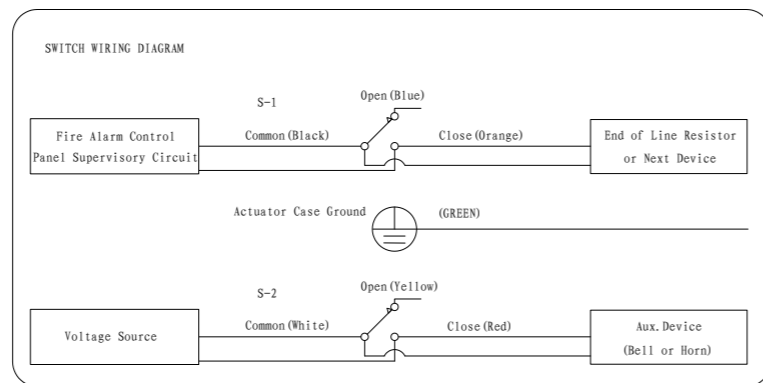 SWITCH WIRING DIAGRAM
S-1
Open(Blue)
Fire Alarm Control
Panel Supervisory Circuit
Common(Black)
Close(Orange)
End of Line Resistor
or Next Device
Actuator Case Ground
(GREEN)
S-2
Open(Yellow)
Voltage Source
Common(White)
Close(Red)
Aux.Device
(Bell or Horn)